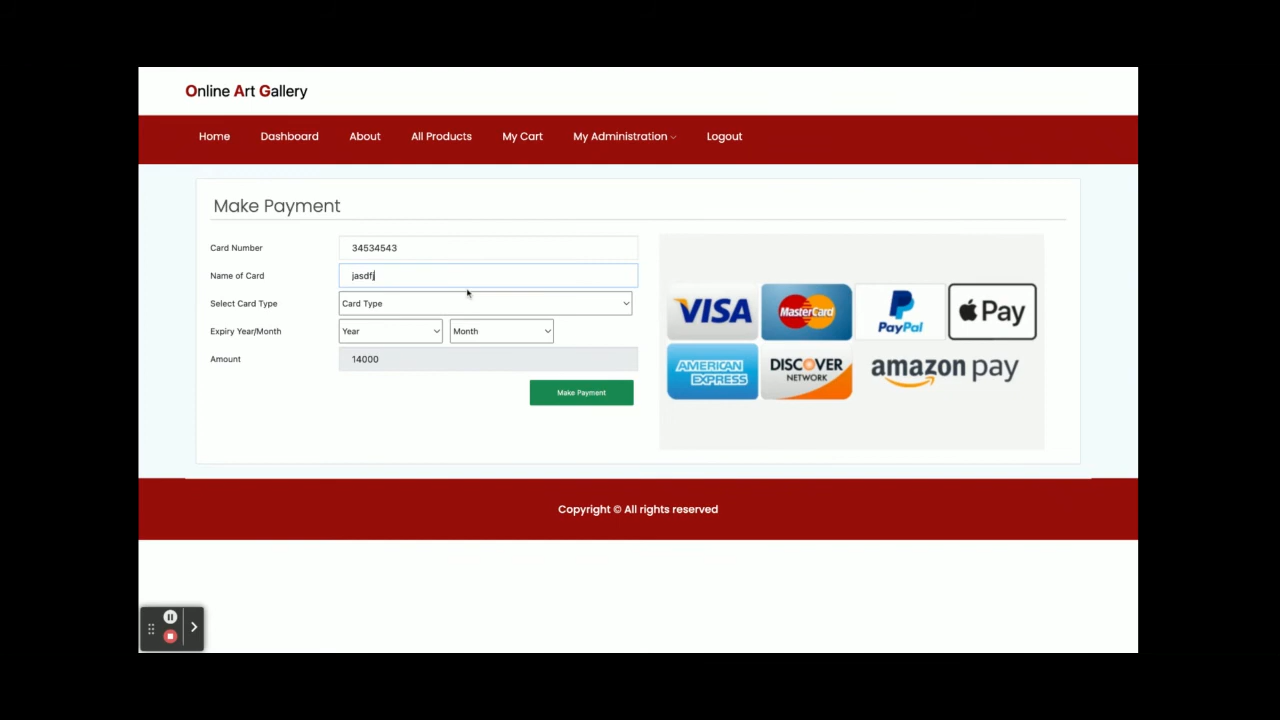 Online Art Gallery
Home Dashboard About All Products My Cart My Administration Logout
Make Payment
Card Number 34534543
Name of Card jasdfj
Select Card Type Card Type
Expiry Year/Month Year Month
Amount 14000
Make Payment
VISA MasterCard PayPal Pay
AMERICAN EXPRESS DISCOVER NETWORK amazon pay
Copyright © All rights reserved